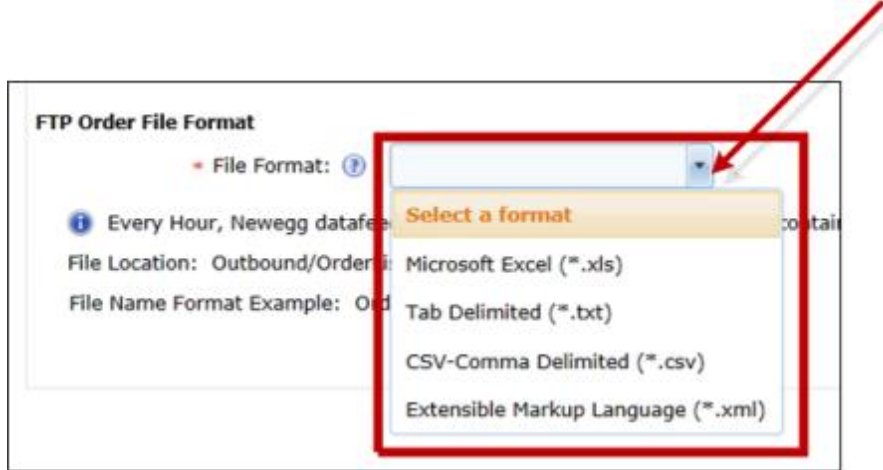 FTP Order File Format
* File Format:
Every Hour, Newegg datafee
Select a format
File Location: Outbound/Order
Microsoft Excel (*.xls)
File Name Format Example: Ord
Tab Delimited (*.txt)
CSV-Comma Delimited (*.csv)
Extensible Markup Language (*.xml)